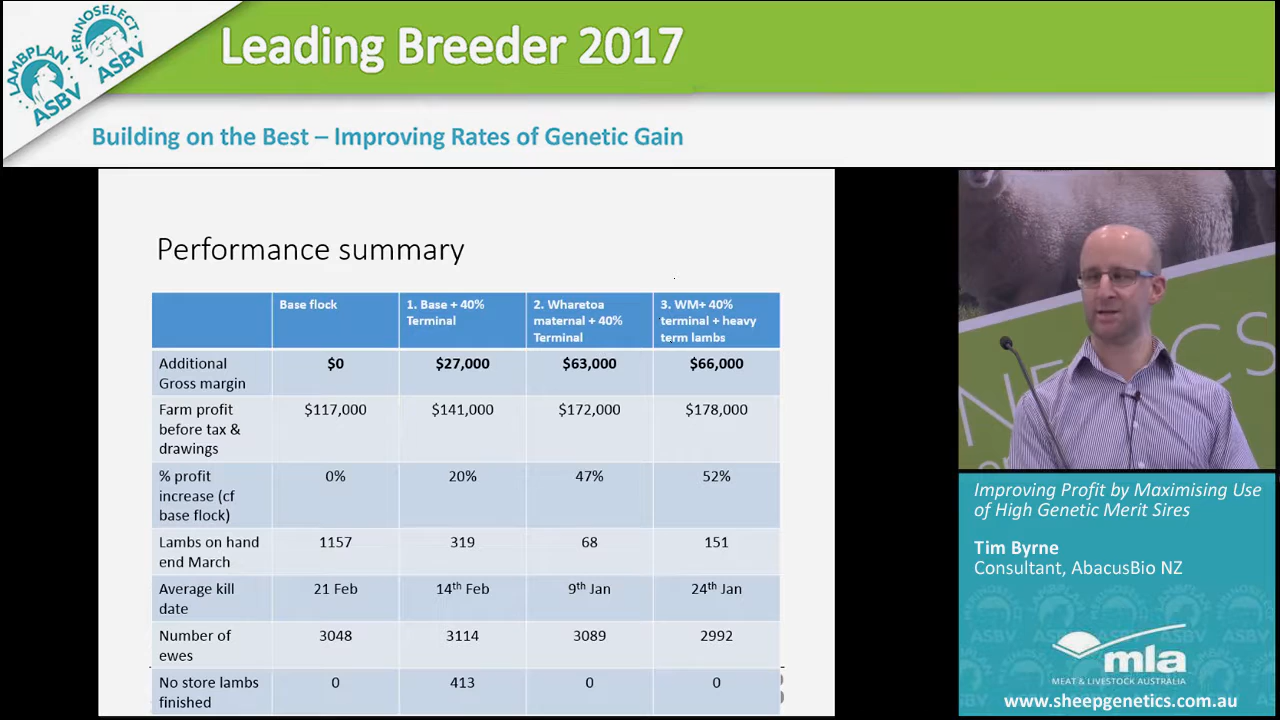 LAMBPLAN
ASBV
MERINOSELECT
ASBV
Leading Breeder 2017
Building on the Best – Improving Rates of Genetic Gain
Performance summary
Base flock
1. Base + 40% Terminal
2. Wharetoa maternal + 40% Terminal
3. WM+ 40% terminal + heavy term lambs
Additional Gross margin
$0
$27,000
$63,000
$66,000
Farm profit before tax & drawings
$117,000
$141,000
$172,000
$178,000
% profit increase (cf base flock)
0%
20%
47%
52%
Lambs on hand end March
1157
319
68
151
Average kill date
21 Feb
14th Feb
9th Jan
24th Jan
Number of ewes
3048
3114
3089
2992
No store lambs finished
0
413
0
0
Improving Profit by Maximising Use
of High Genetic Merit Sires
Tim Byrne
Consultant, AbacusBio NZ
mla
MEAT & LIVESTOCK AUSTRALIA
www.sheepgenetics.com.au